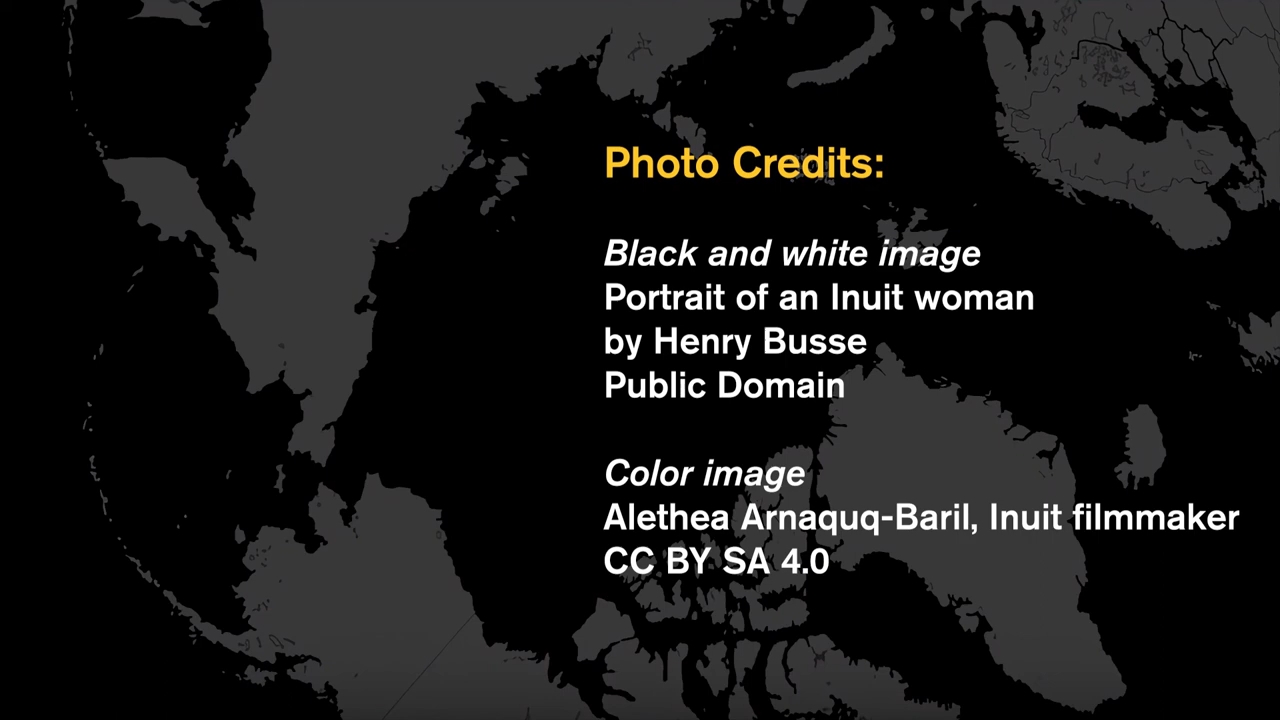 Photo Credits:
Black and white image
Portrait of an Inuit woman
by Henry Busse
Public Domain
Color image
Alethea Arnaquq-Baril, Inuit filmmaker
CC BY SA 4.0